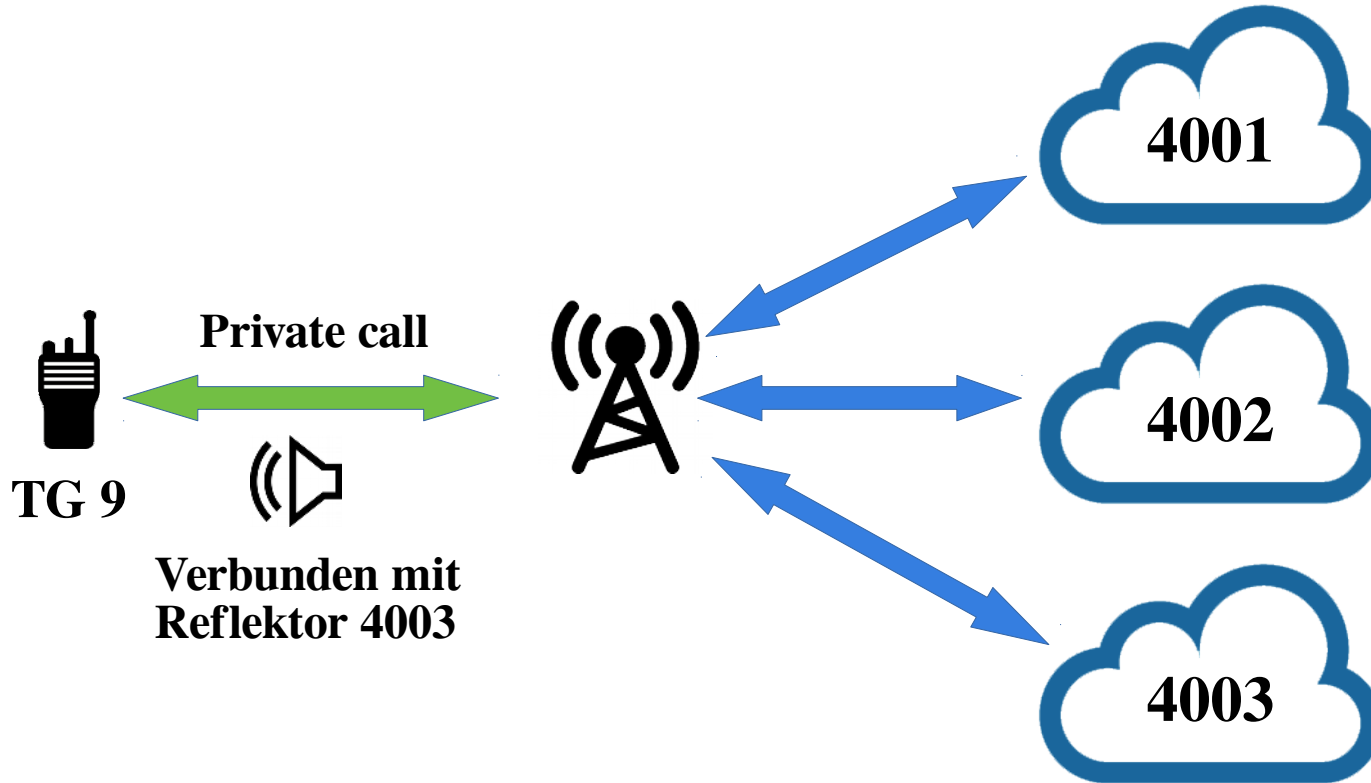 4001
Private call
4002
TG 9
Verbunden mit
Reflektor 4003
4003